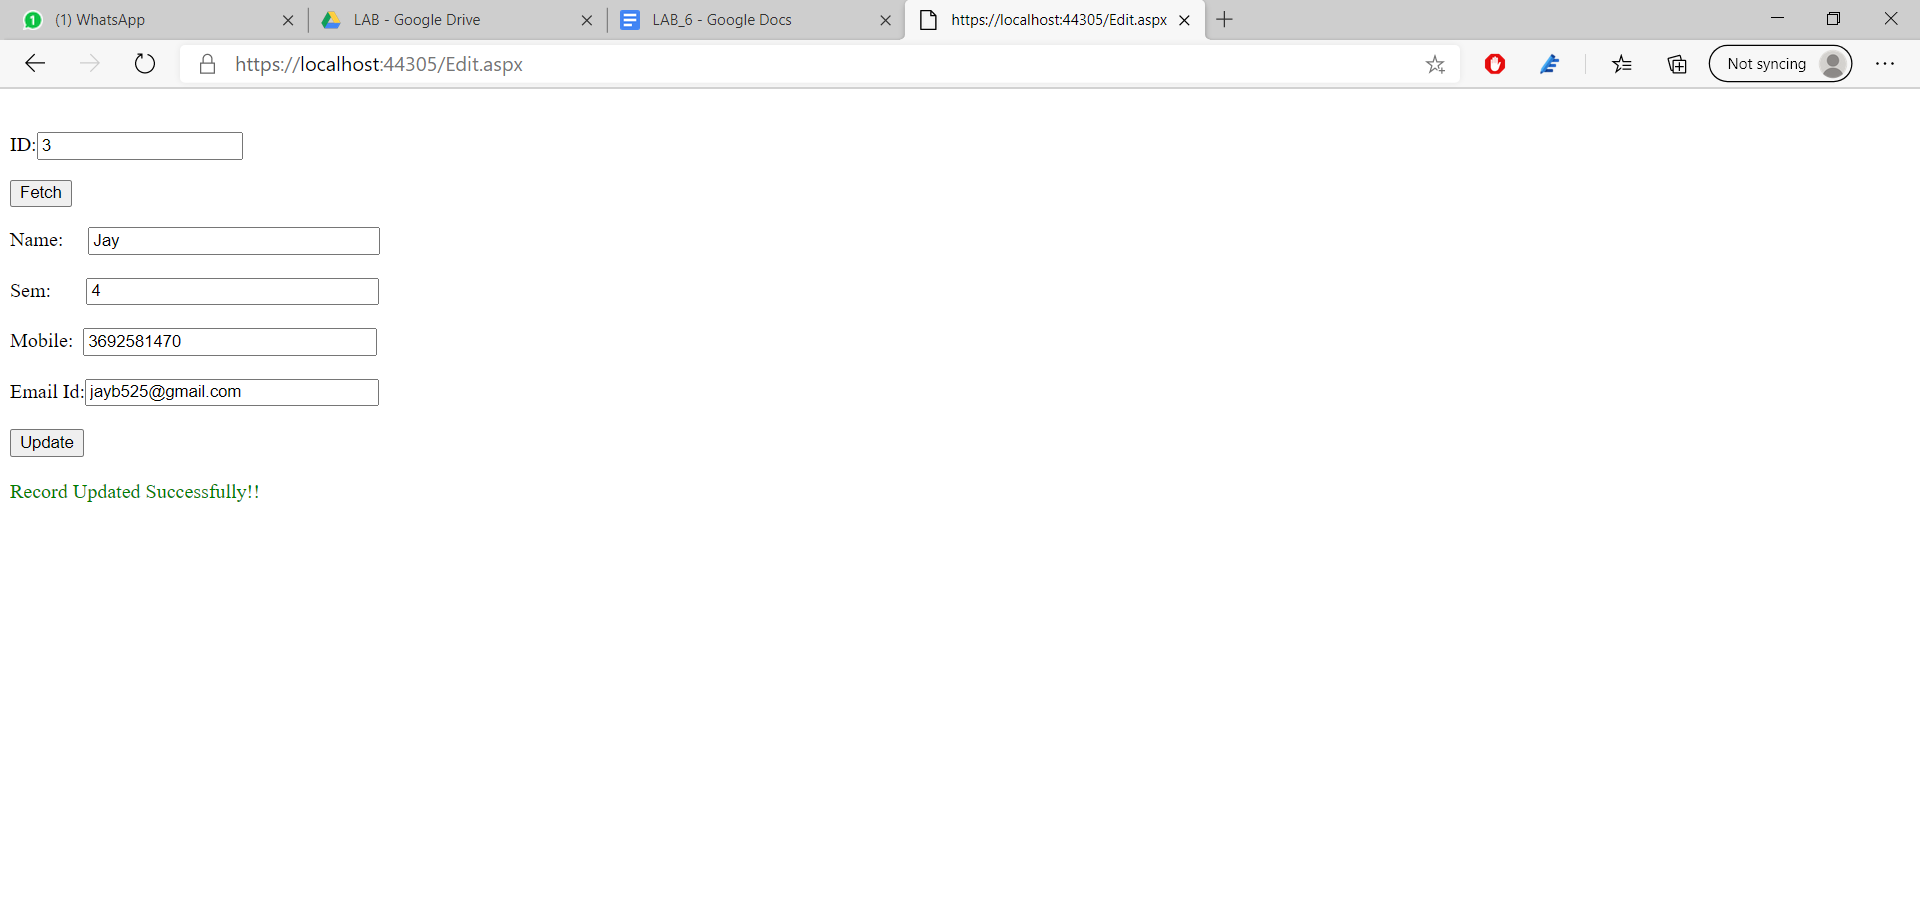 1 (1) WhatsApp
LAB - Google Drive
LAB_6 - Google Docs
https://localhost:44305/Edit.aspx
https://localhost:44305/Edit.aspx
Not syncing
ID: 3
Fetch
Name: Jay
Sem: 4
Mobile: 3692581470
Email Id: jayb525@gmail.com
Update
Record Updated Successfully!!